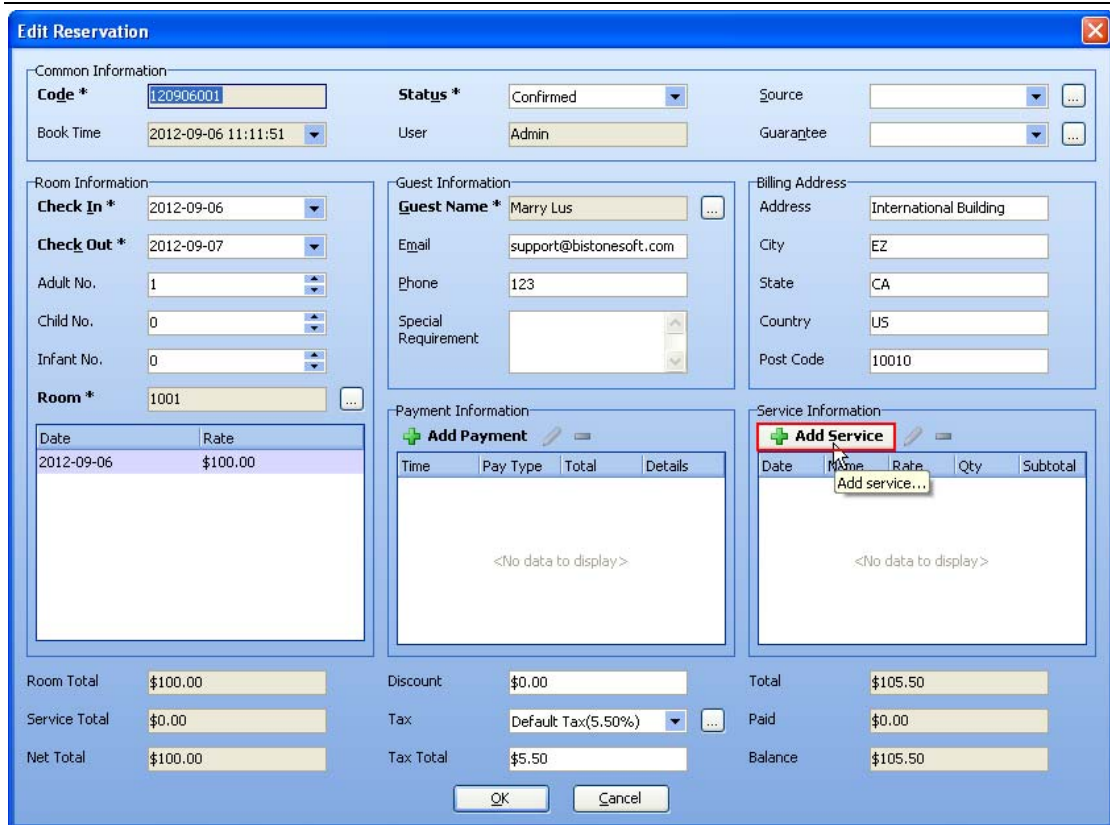 Edit Reservation
Common Information
Code * 120906001 Status * Confirmed Source ...
Book Time 2012-09-06 11:11:51 User Admin Guarantee ...
Room Information
Check In * 2012-09-06
Check Out * 2012-09-07
Adult No. 1
Child No. 0
Infant No. 0
Room * 1001 ...
Date Rate
2012-09-06 $100.00
Guest Information
Guest Name * Marry Lus ...
Email support@bistonesoft.com
Phone 123
Special
Requirement
Billing Address
Address International Building
City EZ
State CA
Country US
Post Code 10010
Payment Information
Add Payment
Time Pay Type Total Details
<No data to display>
Service Information
Add Service
Date Name Rate Qty Subtotal
Add service...
<No data to display>
Room Total $100.00 Discount $0.00 Total $105.50
Service Total $0.00 Tax Default Tax(5.50%) ... Paid $0.00
Net Total $100.00 Tax Total $5.50 Balance $105.50
OK Cancel